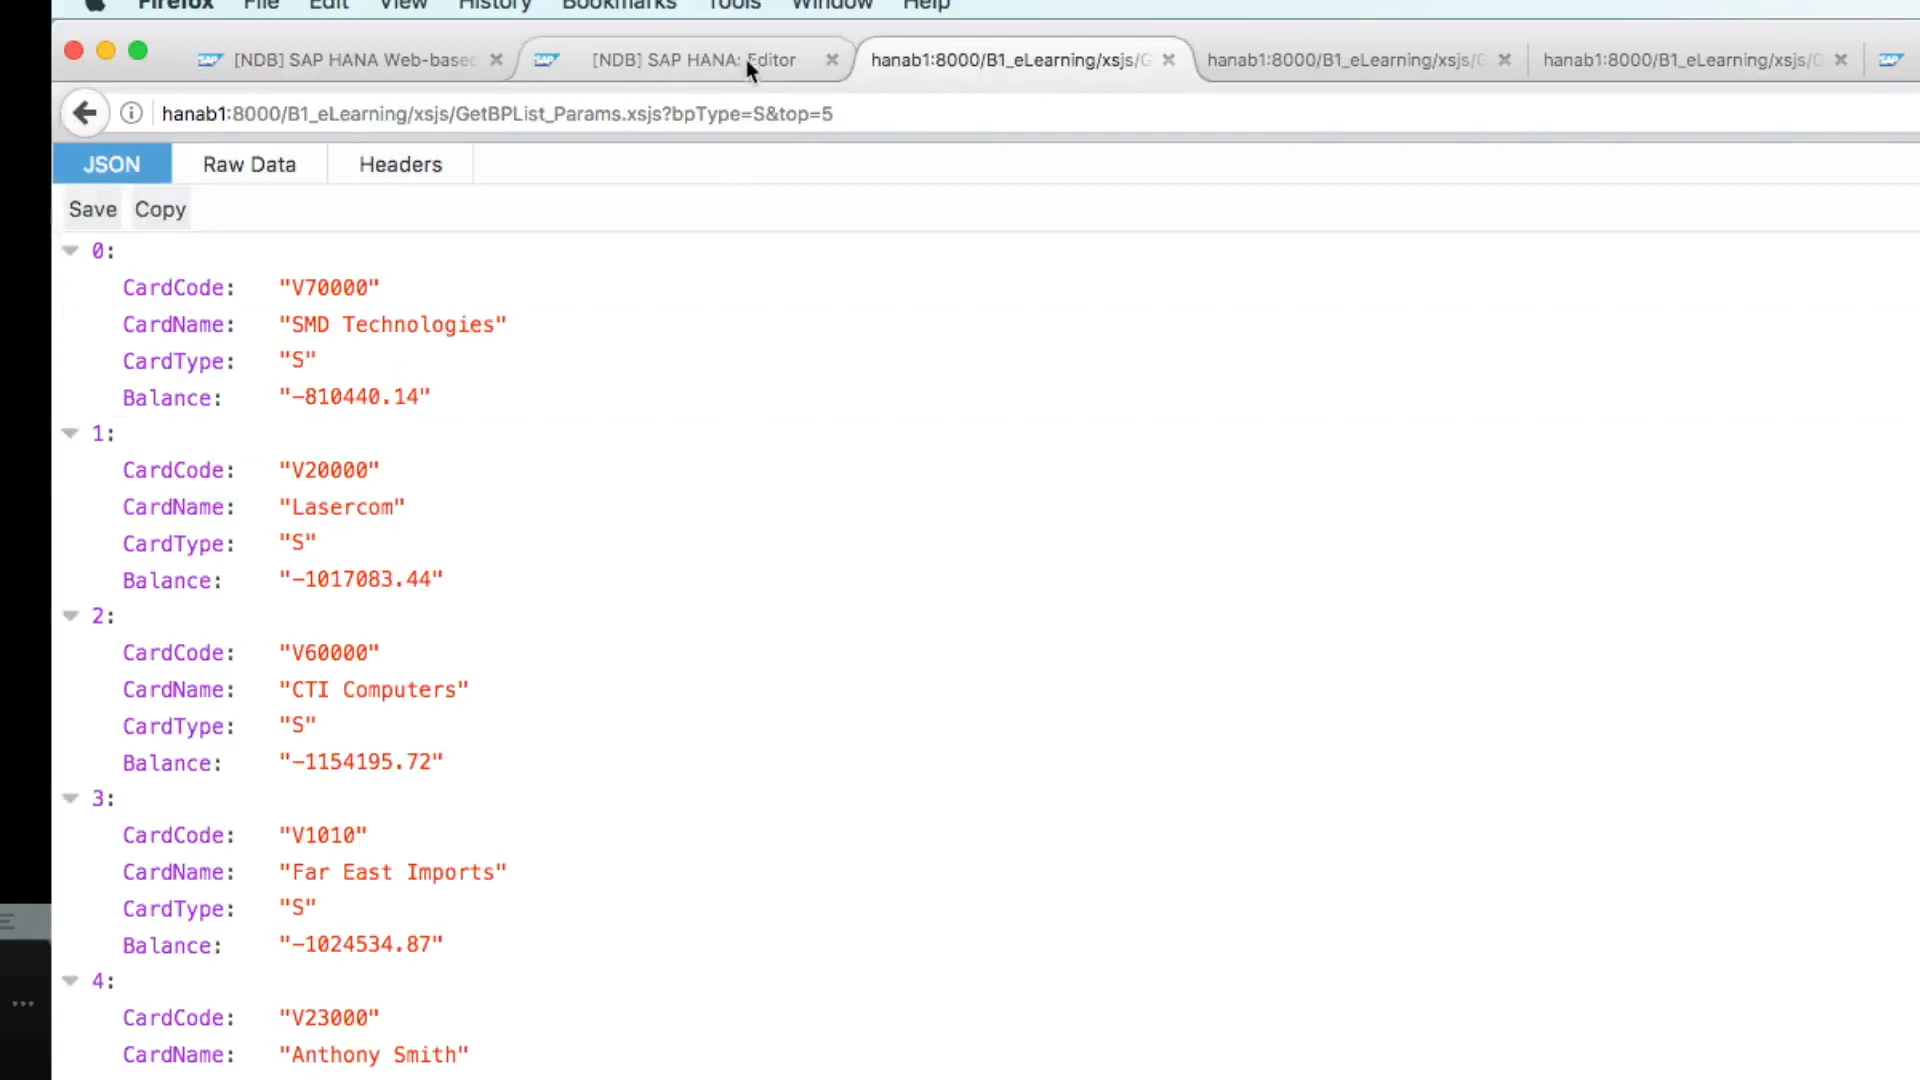 Firefox File Edit View History Bookmarks Tools Window Help
[NDB] SAP HANA Web-based [NDB] SAP HANA: Editor hanab1:8000/B1_eLearning/xsjs/G hanab1:8000/B1_eLearning/xsjs/G hanab1:8000/B1_eLearning/xsjs/G SAP
hanab1:8000/B1_eLearning/xsjs/GetBPList_Params.xsjs?bpType=S&top=5
JSON Raw Data Headers
Save Copy
0:
CardCode: "V70000"
CardName: "SMD Technologies"
CardType: "S"
Balance: "-810440.14"
1:
CardCode: "V20000"
CardName: "Lasercom"
CardType: "S"
Balance: "-1017083.44"
2:
CardCode: "V60000"
CardName: "CTI Computers"
CardType: "S"
Balance: "-1154195.72"
3:
CardCode: "V1010"
CardName: "Far East Imports"
CardType: "S"
Balance: "-1024534.87"
4:
CardCode: "V23000"
CardName: "Anthony Smith"